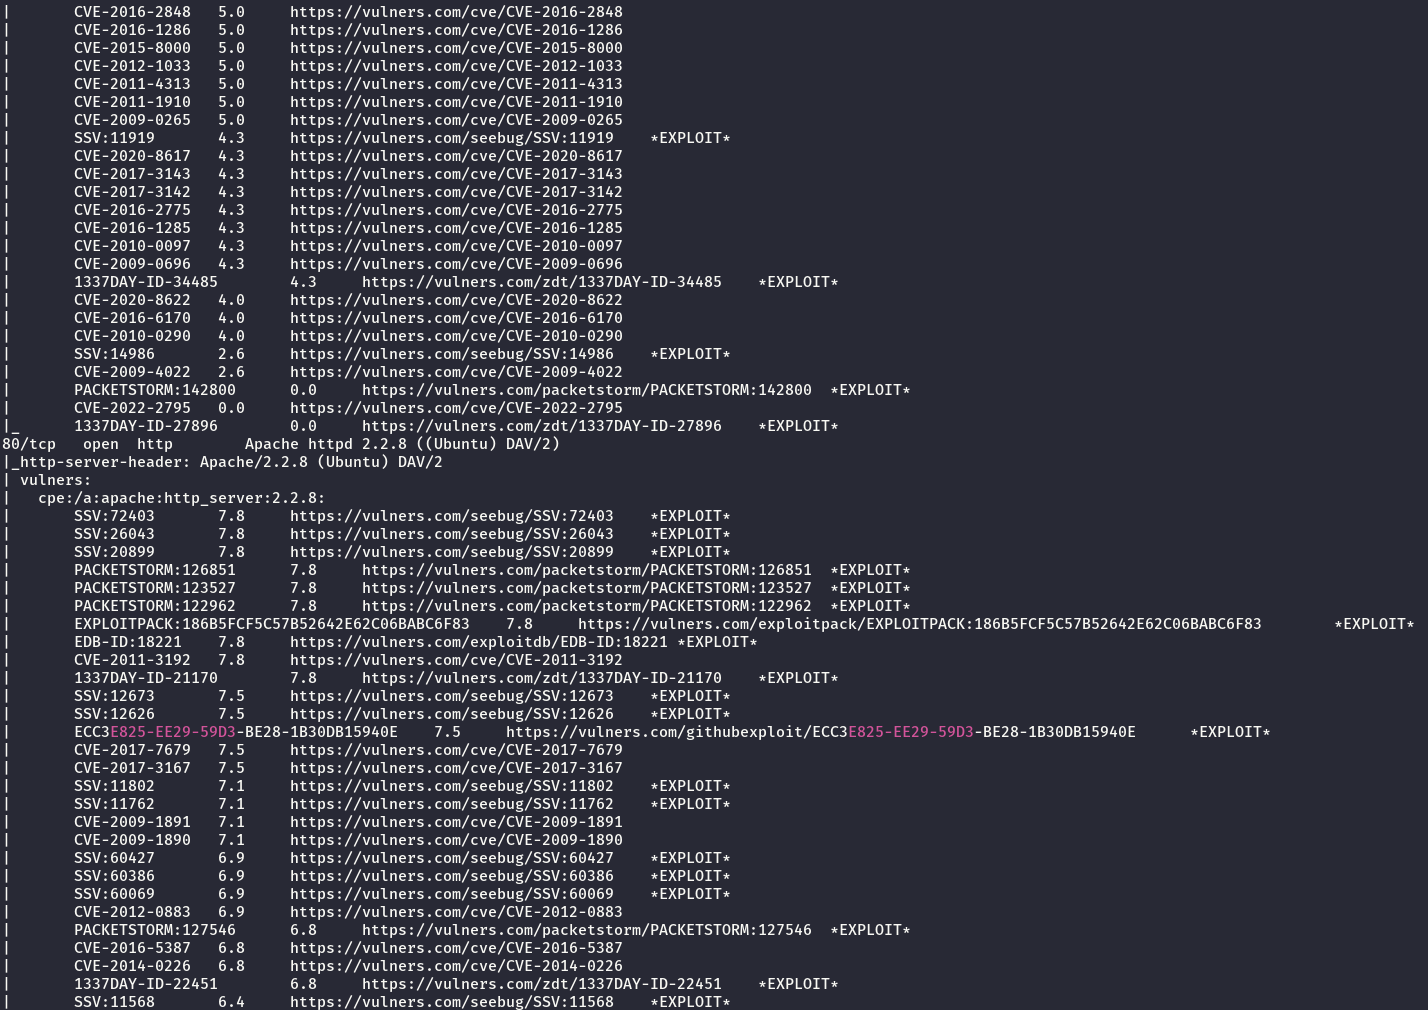 |       CVE-2016-2848   5.0     https://vulners.com/cve/CVE-2016-2848
|       CVE-2016-1286   5.0     https://vulners.com/cve/CVE-2016-1286
|       CVE-2015-8000   5.0     https://vulners.com/cve/CVE-2015-8000
|       CVE-2012-1033   5.0     https://vulners.com/cve/CVE-2012-1033
|       CVE-2011-4313   5.0     https://vulners.com/cve/CVE-2011-4313
|       CVE-2011-1910   5.0     https://vulners.com/cve/CVE-2011-1910
|       CVE-2009-0265   5.0     https://vulners.com/cve/CVE-2009-0265
|       SSV:11919       4.3     https://vulners.com/seebug/SSV:11919    *EXPLOIT*
|       CVE-2020-8617   4.3     https://vulners.com/cve/CVE-2020-8617
|       CVE-2017-3143   4.3     https://vulners.com/cve/CVE-2017-3143
|       CVE-2017-3142   4.3     https://vulners.com/cve/CVE-2017-3142
|       CVE-2016-2775   4.3     https://vulners.com/cve/CVE-2016-2775
|       CVE-2016-1285   4.3     https://vulners.com/cve/CVE-2016-1285
|       CVE-2010-0097   4.3     https://vulners.com/cve/CVE-2010-0097
|       CVE-2009-0696   4.3     https://vulners.com/cve/CVE-2009-0696
|       1337DAY-ID-34485        4.3     https://vulners.com/zdt/1337DAY-ID-34485    *EXPLOIT*
|       CVE-2020-8622   4.0     https://vulners.com/cve/CVE-2020-8622
|       CVE-2016-6170   4.0     https://vulners.com/cve/CVE-2016-6170
|       CVE-2010-0290   4.0     https://vulners.com/cve/CVE-2010-0290
|       SSV:14986       2.6     https://vulners.com/seebug/SSV:14986    *EXPLOIT*
|       CVE-2009-4022   2.6     https://vulners.com/cve/CVE-2009-4022
|       PACKETSTORM:142800      0.0     https://vulners.com/packetstorm/PACKETSTORM:142800  *EXPLOIT*
|       CVE-2022-2795   0.0     https://vulners.com/cve/CVE-2022-2795
|_      1337DAY-ID-27896        0.0     https://vulners.com/zdt/1337DAY-ID-27896    *EXPLOIT*
80/tcp   open  http        Apache httpd 2.2.8 ((Ubuntu) DAV/2)
|_http-server-header: Apache/2.2.8 (Ubuntu) DAV/2
| vulners:
|   cpe:/a:apache:http_server:2.2.8:
|       SSV:72403       7.8     https://vulners.com/seebug/SSV:72403    *EXPLOIT*
|       SSV:26043       7.8     https://vulners.com/seebug/SSV:26043    *EXPLOIT*
|       SSV:20899       7.8     https://vulners.com/seebug/SSV:20899    *EXPLOIT*
|       PACKETSTORM:126851      7.8     https://vulners.com/packetstorm/PACKETSTORM:126851  *EXPLOIT*
|       PACKETSTORM:123527      7.8     https://vulners.com/packetstorm/PACKETSTORM:123527  *EXPLOIT*
|       PACKETSTORM:122962      7.8     https://vulners.com/packetstorm/PACKETSTORM:122962  *EXPLOIT*
|       EXPLOITPACK:186B5FCF5C57B52642E62C06BABC6F83    7.8     https://vulners.com/exploitpack/EXPLOITPACK:186B5FCF5C57B52642E62C06BABC6F83        *EXPLOIT*
|       EDB-ID:18221    7.8     https://vulners.com/exploitdb/EDB-ID:18221 *EXPLOIT*
|       CVE-2011-3192   7.8     https://vulners.com/cve/CVE-2011-3192
|       1337DAY-ID-21170        7.8     https://vulners.com/zdt/1337DAY-ID-21170    *EXPLOIT*
|       SSV:12673       7.5     https://vulners.com/seebug/SSV:12673    *EXPLOIT*
|       SSV:12626       7.5     https://vulners.com/seebug/SSV:12626    *EXPLOIT*
|       ECC3E825-EE29-59D3-BE28-1B30DB15940E    7.5     https://vulners.com/githubexploit/ECC3E825-EE29-59D3-BE28-1B30DB15940E      *EXPLOIT*
|       CVE-2017-7679   7.5     https://vulners.com/cve/CVE-2017-7679
|       CVE-2017-3167   7.5     https://vulners.com/cve/CVE-2017-3167
|       SSV:11802       7.1     https://vulners.com/seebug/SSV:11802    *EXPLOIT*
|       SSV:11762       7.1     https://vulners.com/seebug/SSV:11762    *EXPLOIT*
|       CVE-2009-1891   7.1     https://vulners.com/cve/CVE-2009-1891
|       CVE-2009-1890   7.1     https://vulners.com/cve/CVE-2009-1890
|       SSV:60427       6.9     https://vulners.com/seebug/SSV:60427    *EXPLOIT*
|       SSV:60386       6.9     https://vulners.com/seebug/SSV:60386    *EXPLOIT*
|       SSV:60069       6.9     https://vulners.com/seebug/SSV:60069    *EXPLOIT*
|       CVE-2012-0883   6.9     https://vulners.com/cve/CVE-2012-0883
|       PACKETSTORM:127546      6.8     https://vulners.com/packetstorm/PACKETSTORM:127546  *EXPLOIT*
|       CVE-2016-5387   6.8     https://vulners.com/cve/CVE-2016-5387
|       CVE-2014-0226   6.8     https://vulners.com/cve/CVE-2014-0226
|       1337DAY-ID-22451        6.8     https://vulners.com/zdt/1337DAY-ID-22451    *EXPLOIT*
|       SSV:11568       6.4     https://vulners.com/seebug/SSV:11568    *EXPLOIT*